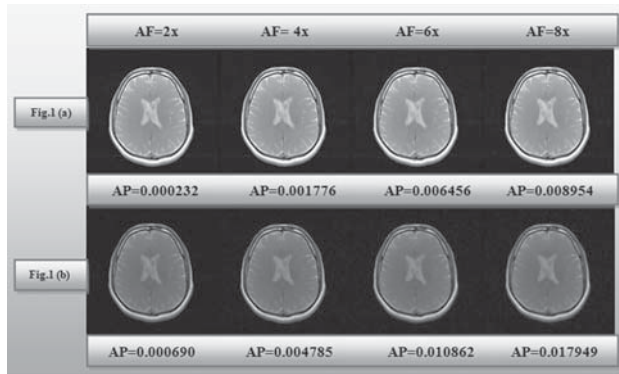 AF=2x AF= 4x AF=6x AF=8x
Fig.1 (a)
AP=0.000232 AP=0.001776 AP=0.006456 AP=0.008954
Fig.1 (b)
AP=0.000690 AP=0.004785 AP=0.010862 AP=0.017949